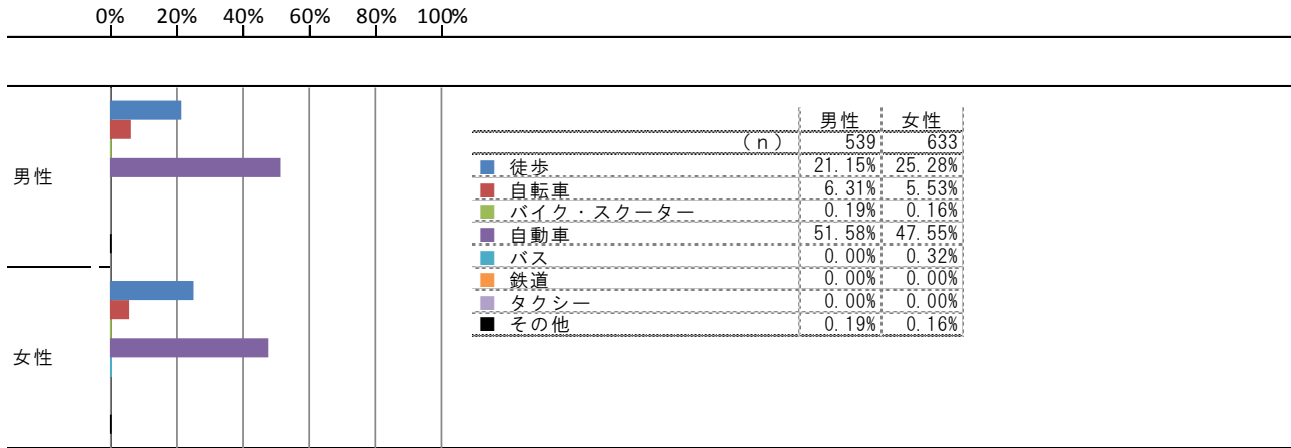 0% 20% 40% 60% 80% 100%
男性
女性
男性 女性
(n) 539 633
徒歩 21.15% 25.28%
自転車 6.31% 5.53%
バイク・スクーター 0.19% 0.16%
自動車 51.58% 47.55%
バス 0.00% 0.32%
鉄道 0.00% 0.00%
タクシー 0.00% 0.00%
その他 0.19% 0.16%